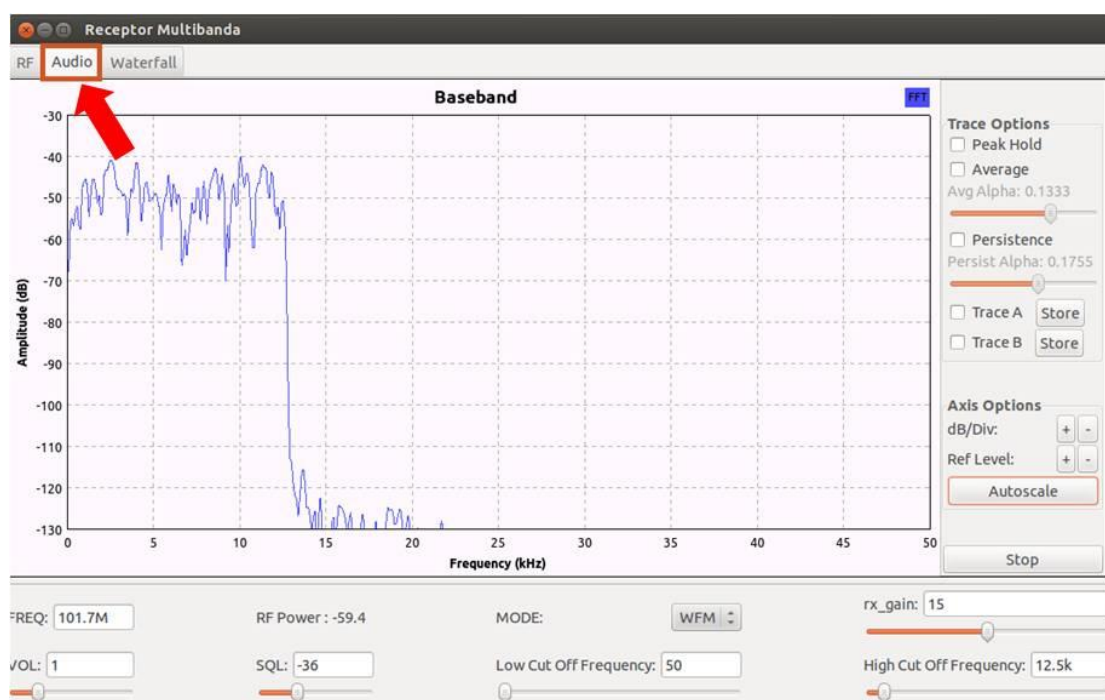 Receptor Multibanda
RF Audio Waterfall
Baseband
FFT
-30
-40
-50
-60
-70
-80
-90
-100
-110
-120
-130
Amplitude (dB)
0 5 10 15 20 25 30 35 40 45 50
Frequency (kHz)
Trace Options
Peak Hold
Average
Avg Alpha: 0.1333
Persistence
Persist Alpha: 0.1755
Trace A Store
Trace B Store
Axis Options
dB/Div: + -
Ref Level: + -
Autoscale
Stop
FREQ: 101.7M RF Power : -59.4 MODE: WFM rx_gain: 15
VOL: 1 SQL: -36 Low Cut Off Frequency: 50 High Cut Off Frequency: 12.5k